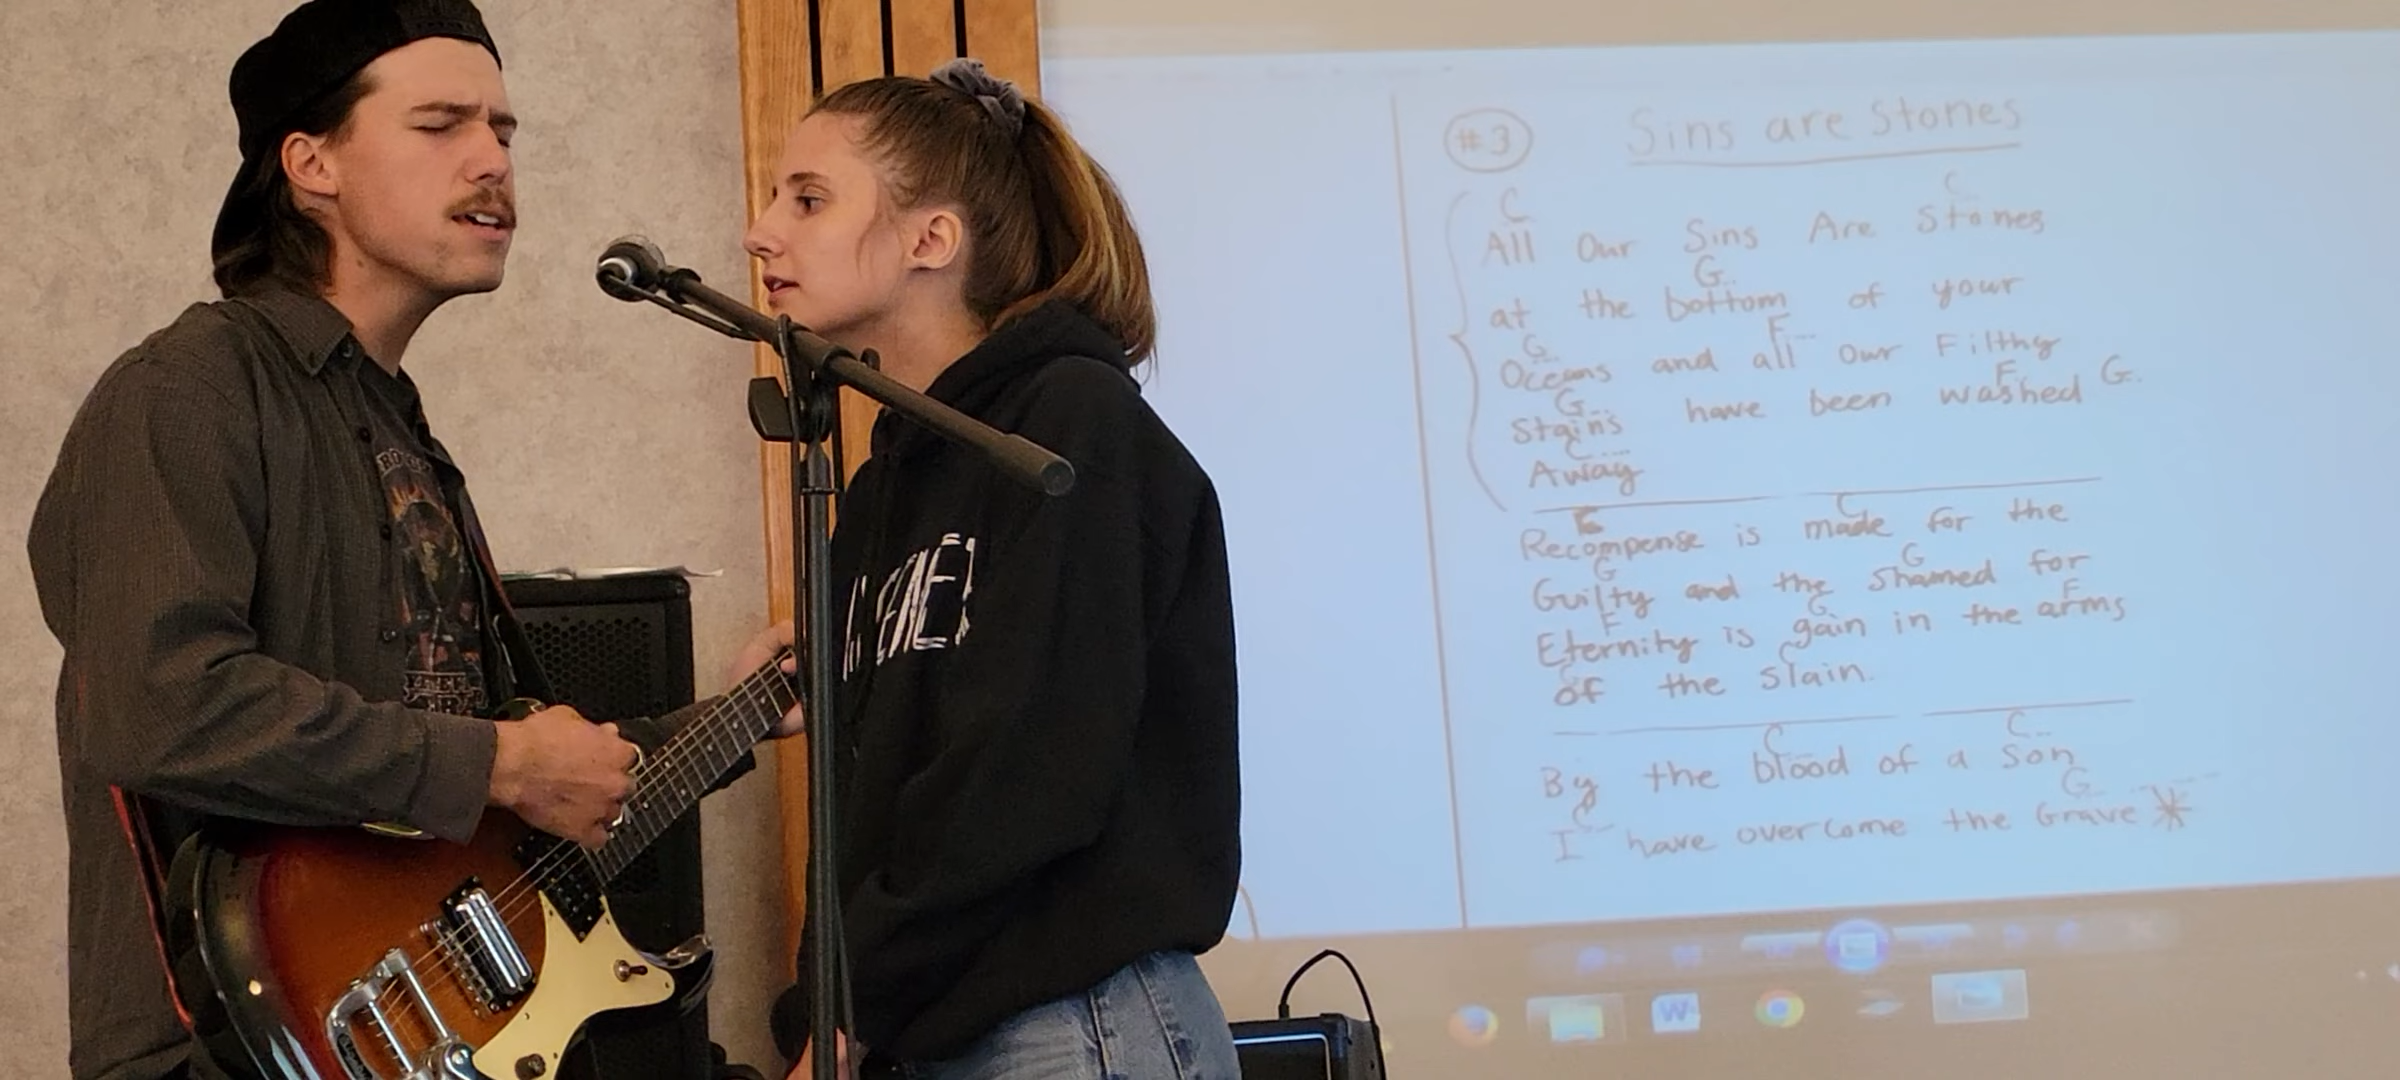 #3 Sins are Stones
C C
All Our Sins Are Stones
G
at the bottom of your
G F
Oceans and all our Filthy
G F G.
Stains have been washed
C
Away
C
Recompense is made for the
G G
Guilty and the shamed for
F G F
Eternity is gain in the arms
C C
of the slain.
C C
By the blood of a Son
C G
I have overcome the Grave *
W